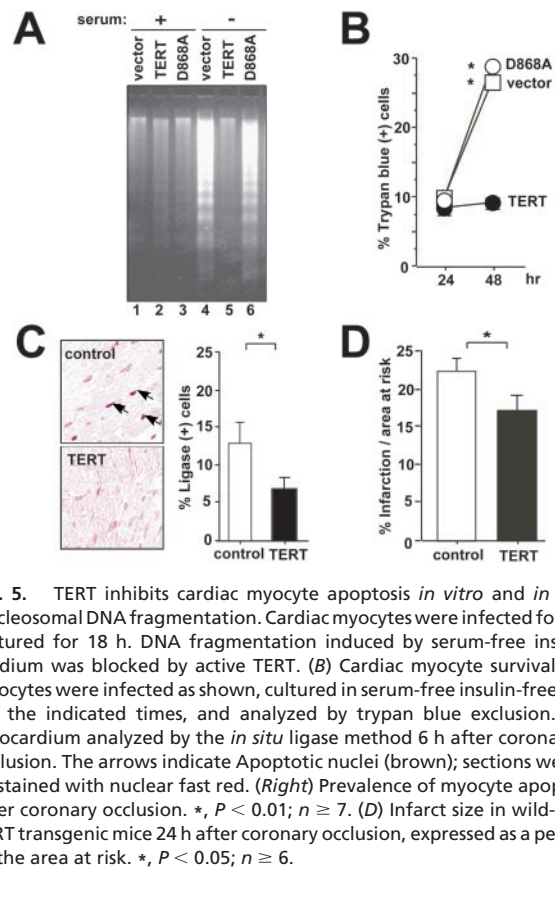 A
serum: + -
vector TERT D868A vector TERT D868A
1 2 3 4 5 6
B
% Trypan blue (+) cells
30
20
10
0
* D868A
* vector
TERT
24 48 hr
C
control
TERT
% Ligase (+) cells
25
20
15
10
5
0
*
control TERT
D
% Infarction / area at risk
25
20
15
10
5
0
*
control TERT
. 5. TERT inhibits cardiac myocyte apoptosis in vitro and in
cleosomal DNA fragmentation. Cardiac myocytes were infected fo
tured for 18 h. DNA fragmentation induced by serum-free ins
dium was blocked by active TERT. (B) Cardiac myocyte survival
ocytes were infected as shown, cultured in serum-free insulin-free
the indicated times, and analyzed by trypan blue exclusion.
ocardium analyzed by the in situ ligase method 6 h after corona
lusion. The arrows indicate Apoptotic nuclei (brown); sections we
stained with nuclear fast red. (Right) Prevalence of myocyte apop
er coronary occlusion. *, P < 0.01; n ≥ 7. (D) Infarct size in wild-
RT transgenic mice 24 h after coronary occlusion, expressed as a pe
the area at risk. *, P < 0.05; n ≥ 6.